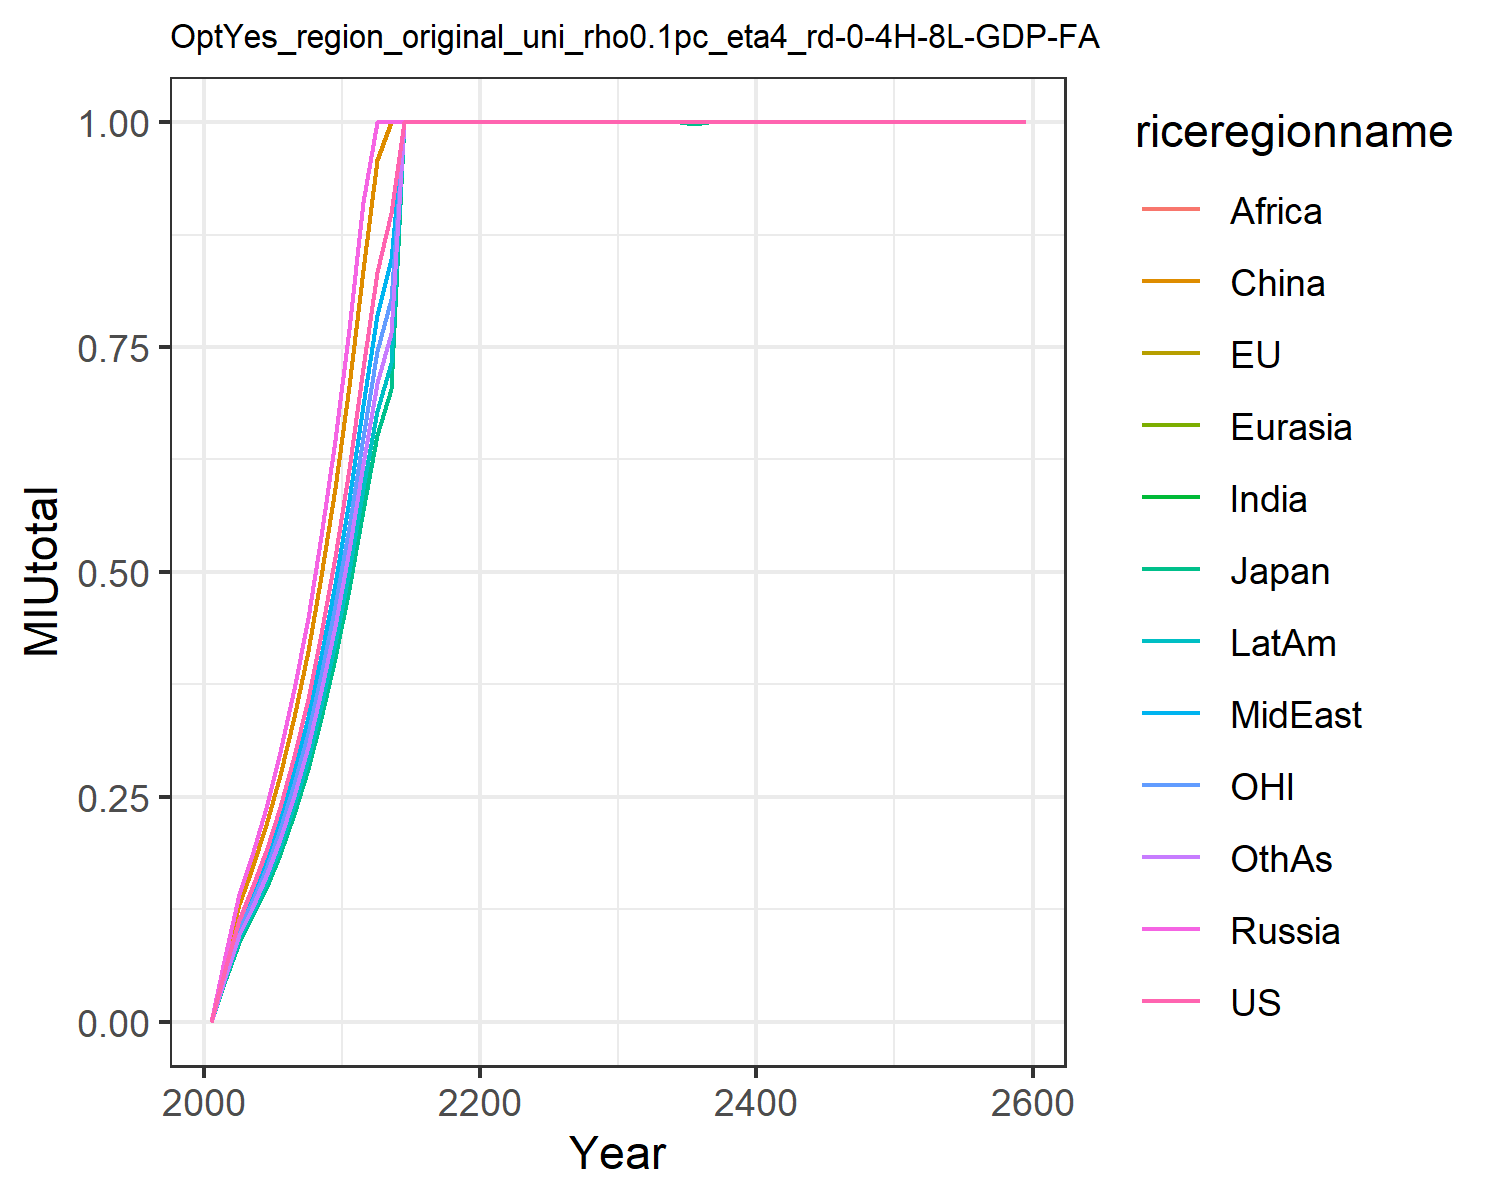 OptYes_region_original_uni_rho0.1pc_eta4_rd-0-4H-8L-GDP-FA
1.00
0.75
0.50
0.25
0.00
MIUtotal
2000
2200
2400
2600
Year
riceregionname
Africa
China
EU
Eurasia
India
Japan
LatAm
MidEast
OHI
OthAs
Russia
US